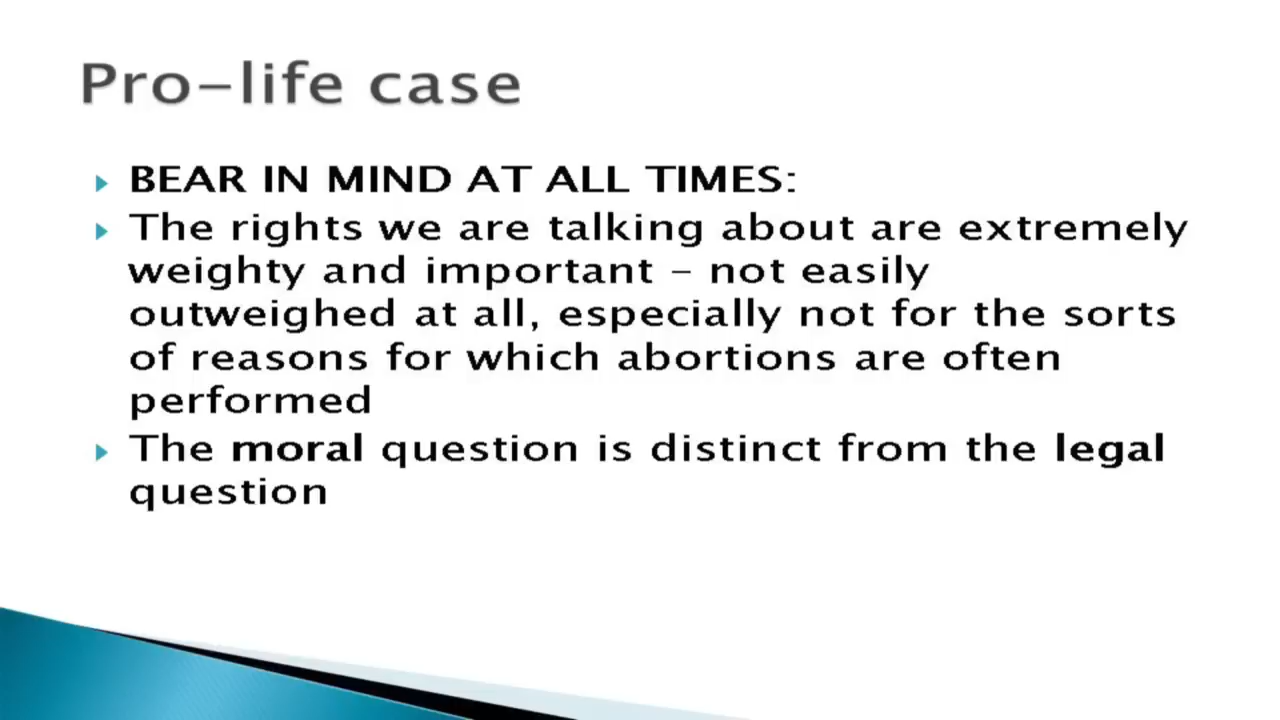 Pro-life case
BEAR IN MIND AT ALL TIMES:
The rights we are talking about are extremely
weighty and important – not easily
outweighed at all, especially not for the sorts
of reasons for which abortions are often
performed
The moral question is distinct from the legal
question